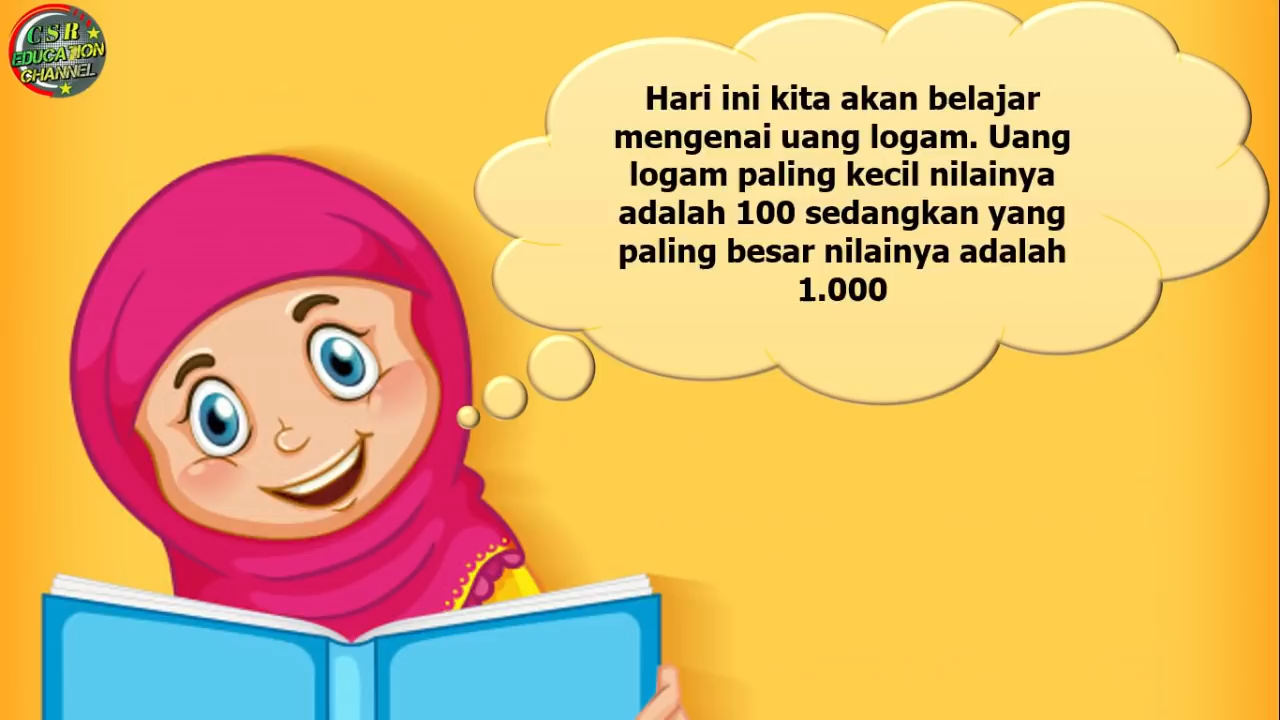 CSR
EDUCATION
CHANNEL
Hari ini kita akan belajar
mengenai uang logam. Uang
logam paling kecil nilainya
adalah 100 sedangkan yang
paling besar nilainya adalah
1.000